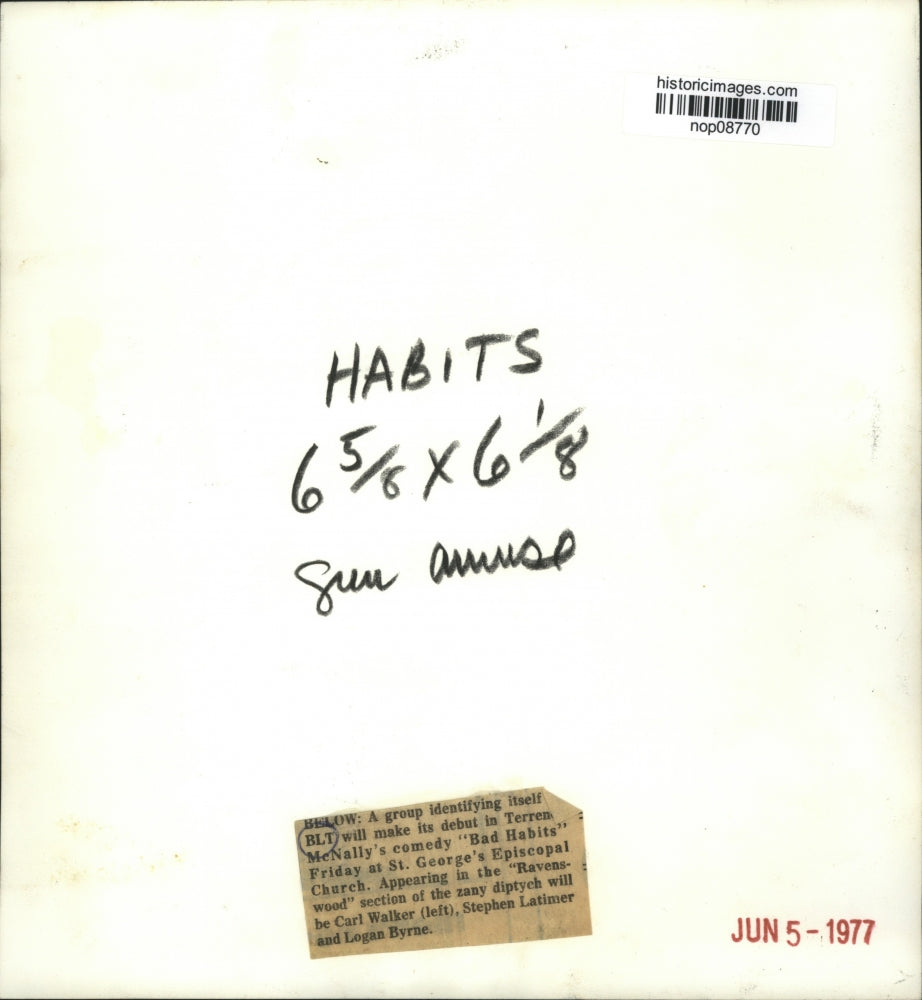 historicimages.com
nop08770
HABITS
6 5/8 X 6 1/8
amuse
BELOW: A group identifying itself
BLT will make its debut in Terren
McNally's comedy "Bad Habits"
Friday at St. George's Episcopal
Church. Appearing in the "Ravens-
wood" section of the zany diptych will
be Carl Walker (left), Stephen Latimer
and Logan Byrne.
JUN 5 - 1977